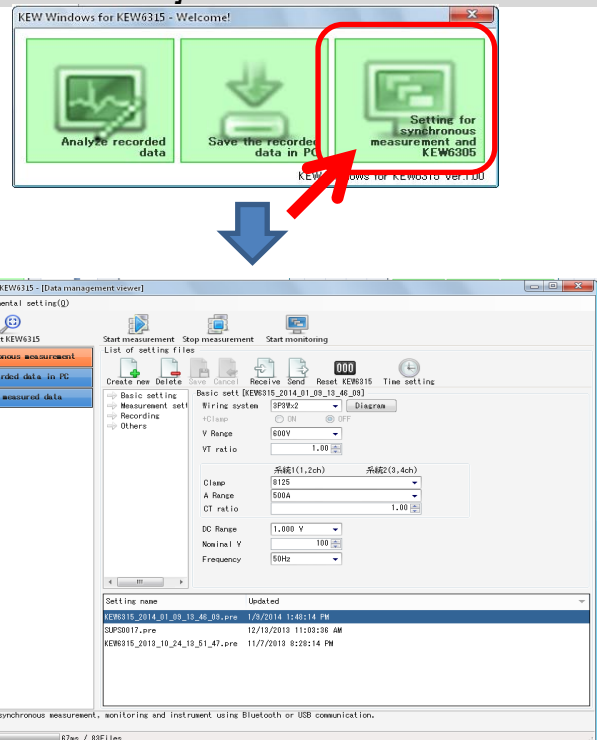 KEW Windows for KEW6315 - Welcome!
Analyze recorded
data
Save the recorded
data in PC
Setting for
synchronous
measurement and
KEW6305
KEW Windows for KEW6315 Ver.1.00
KEW6315 - [Data management viewer]
mental setting(O)
t KEW6315
Start measurement Stop measurement Start monitoring
onous measurement
List of setting files
rded data in PC
measured data
000
Create new Delete Save Cancel Receive Send Reset KEW6315 Time setting
Basic setting
Measurement sett
Recording
Others
Basic sett [KEW6315_2014_01_09_13_46_09]
Wiring system 3P3W×2 Diagram
+Clamp ON OFF
V Range 600V
VT ratio 1.00
系統1(1,2ch) 系統2(3,4ch)
Clamp 8125
A Range 500A
CT ratio 1.00
DC Range 1.000 V
Nominal V 100
Frequency 50Hz
Setting name Updated
KEW6315_2014_01_09_13_46_09.pre 1/9/2014 1:48:14 PM
SUPS0017.pre 12/13/2013 11:03:36 AM
KEW6315_2013_10_24_13_51_47.pre 11/7/2013 8:28:14 PM
synchronous measurement, monitoring and instrument using Bluetooth or USB communication.
67ms / 83Files